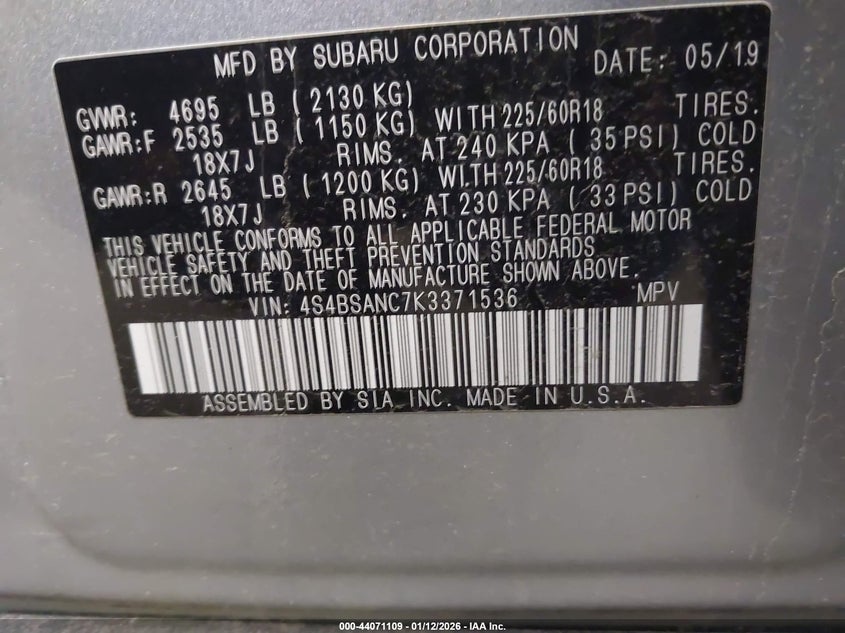 MFD BY SUBARU CORPORATION DATE: 05/19
GVWR: 4695 LB ( 2130 KG)
GAWR:F 2535 LB ( 1150 KG) WITH 225/60R18 TIRES.
18X7J RIMS. AT 240 KPA ( 35 PSI) COLD
GAWR:R 2645 LB ( 1200 KG) WITH 225/60R18 TIRES.
18X7J RIMS. AT 230 KPA ( 33 PSI) COLD
THIS VEHICLE CONFORMS TO ALL APPLICABLE FEDERAL MOTOR
VEHICLE SAFETY AND THEFT PREVENTION STANDARDS
IN EFFECT ON THE DATE OF MANUFACTURE SHOWN ABOVE.
VIN: 4S4BSANC7K3371536 MPV
ASSEMBLED BY SIA INC. MADE IN U.S.A.
000-44071109 - 01/12/2026 - IAA Inc.